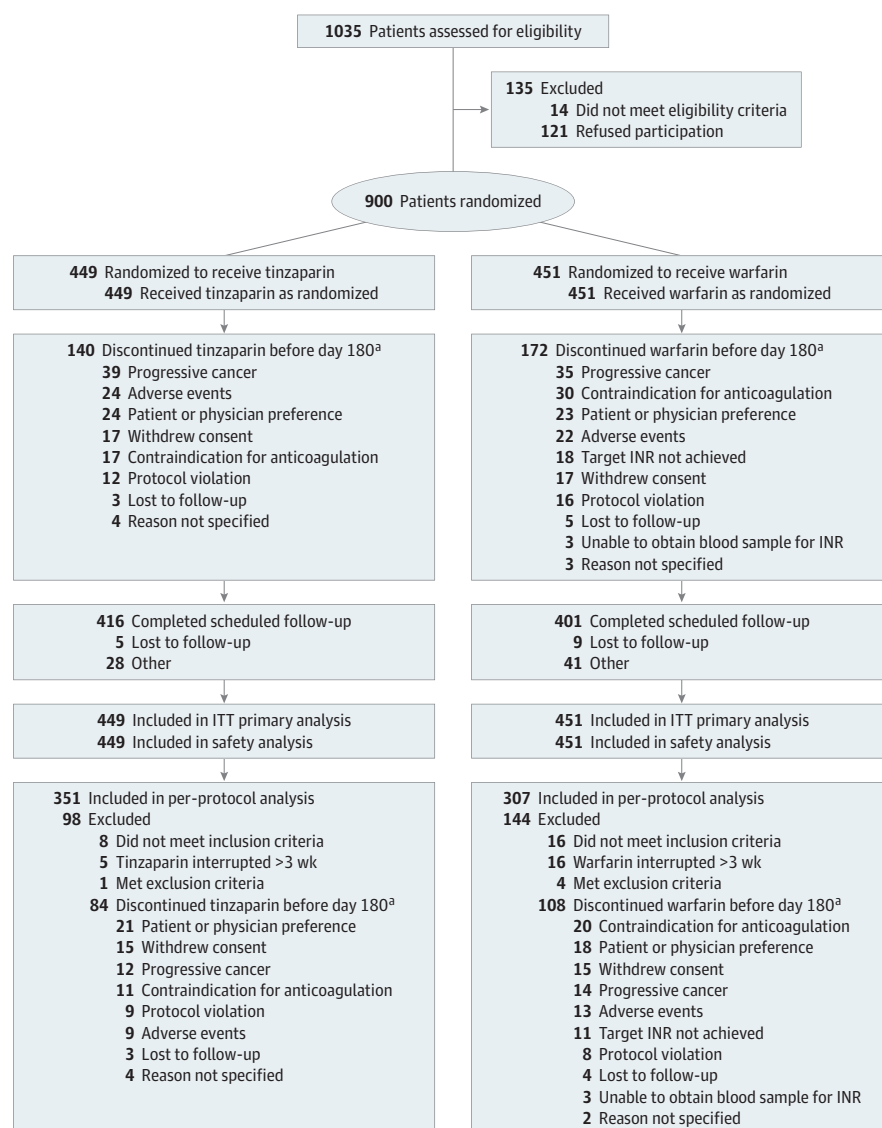 1035 Patients assessed for eligibility
135 Excluded
14 Did not meet eligibility criteria
121 Refused participation
900 Patients randomized
449 Randomized to receive tinzaparin
449 Received tinzaparin as randomized
451 Randomized to receive warfarin
451 Received warfarin as randomized
140 Discontinued tinzaparin before day 180a
39 Progressive cancer
24 Adverse events
24 Patient or physician preference
17 Withdrew consent
17 Contraindication for anticoagulation
12 Protocol violation
3 Lost to follow-up
4 Reason not specified
172 Discontinued warfarin before day 180a
35 Progressive cancer
30 Contraindication for anticoagulation
23 Patient or physician preference
22 Adverse events
18 Target INR not achieved
17 Withdrew consent
16 Protocol violation
5 Lost to follow-up
3 Unable to obtain blood sample for INR
3 Reason not specified
416 Completed scheduled follow-up
5 Lost to follow-up
28 Other
401 Completed scheduled follow-up
9 Lost to follow-up
41 Other
449 Included in ITT primary analysis
449 Included in safety analysis
451 Included in ITT primary analysis
451 Included in safety analysis
351 Included in per-protocol analysis
98 Excluded
8 Did not meet inclusion criteria
5 Tinzaparin interrupted >3 wk
1 Met exclusion criteria
84 Discontinued tinzaparin before day 180a
21 Patient or physician preference
15 Withdrew consent
12 Progressive cancer
11 Contraindication for anticoagulation
9 Protocol violation
9 Adverse events
3 Lost to follow-up
4 Reason not specified
307 Included in per-protocol analysis
144 Excluded
16 Did not meet inclusion criteria
16 Warfarin interrupted >3 wk
4 Met exclusion criteria
108 Discontinued warfarin before day 180a
20 Contraindication for anticoagulation
18 Patient or physician preference
15 Withdrew consent
14 Progressive cancer
13 Adverse events
11 Target INR not achieved
8 Protocol violation
4 Lost to follow-up
3 Unable to obtain blood sample for INR
2 Reason not specified